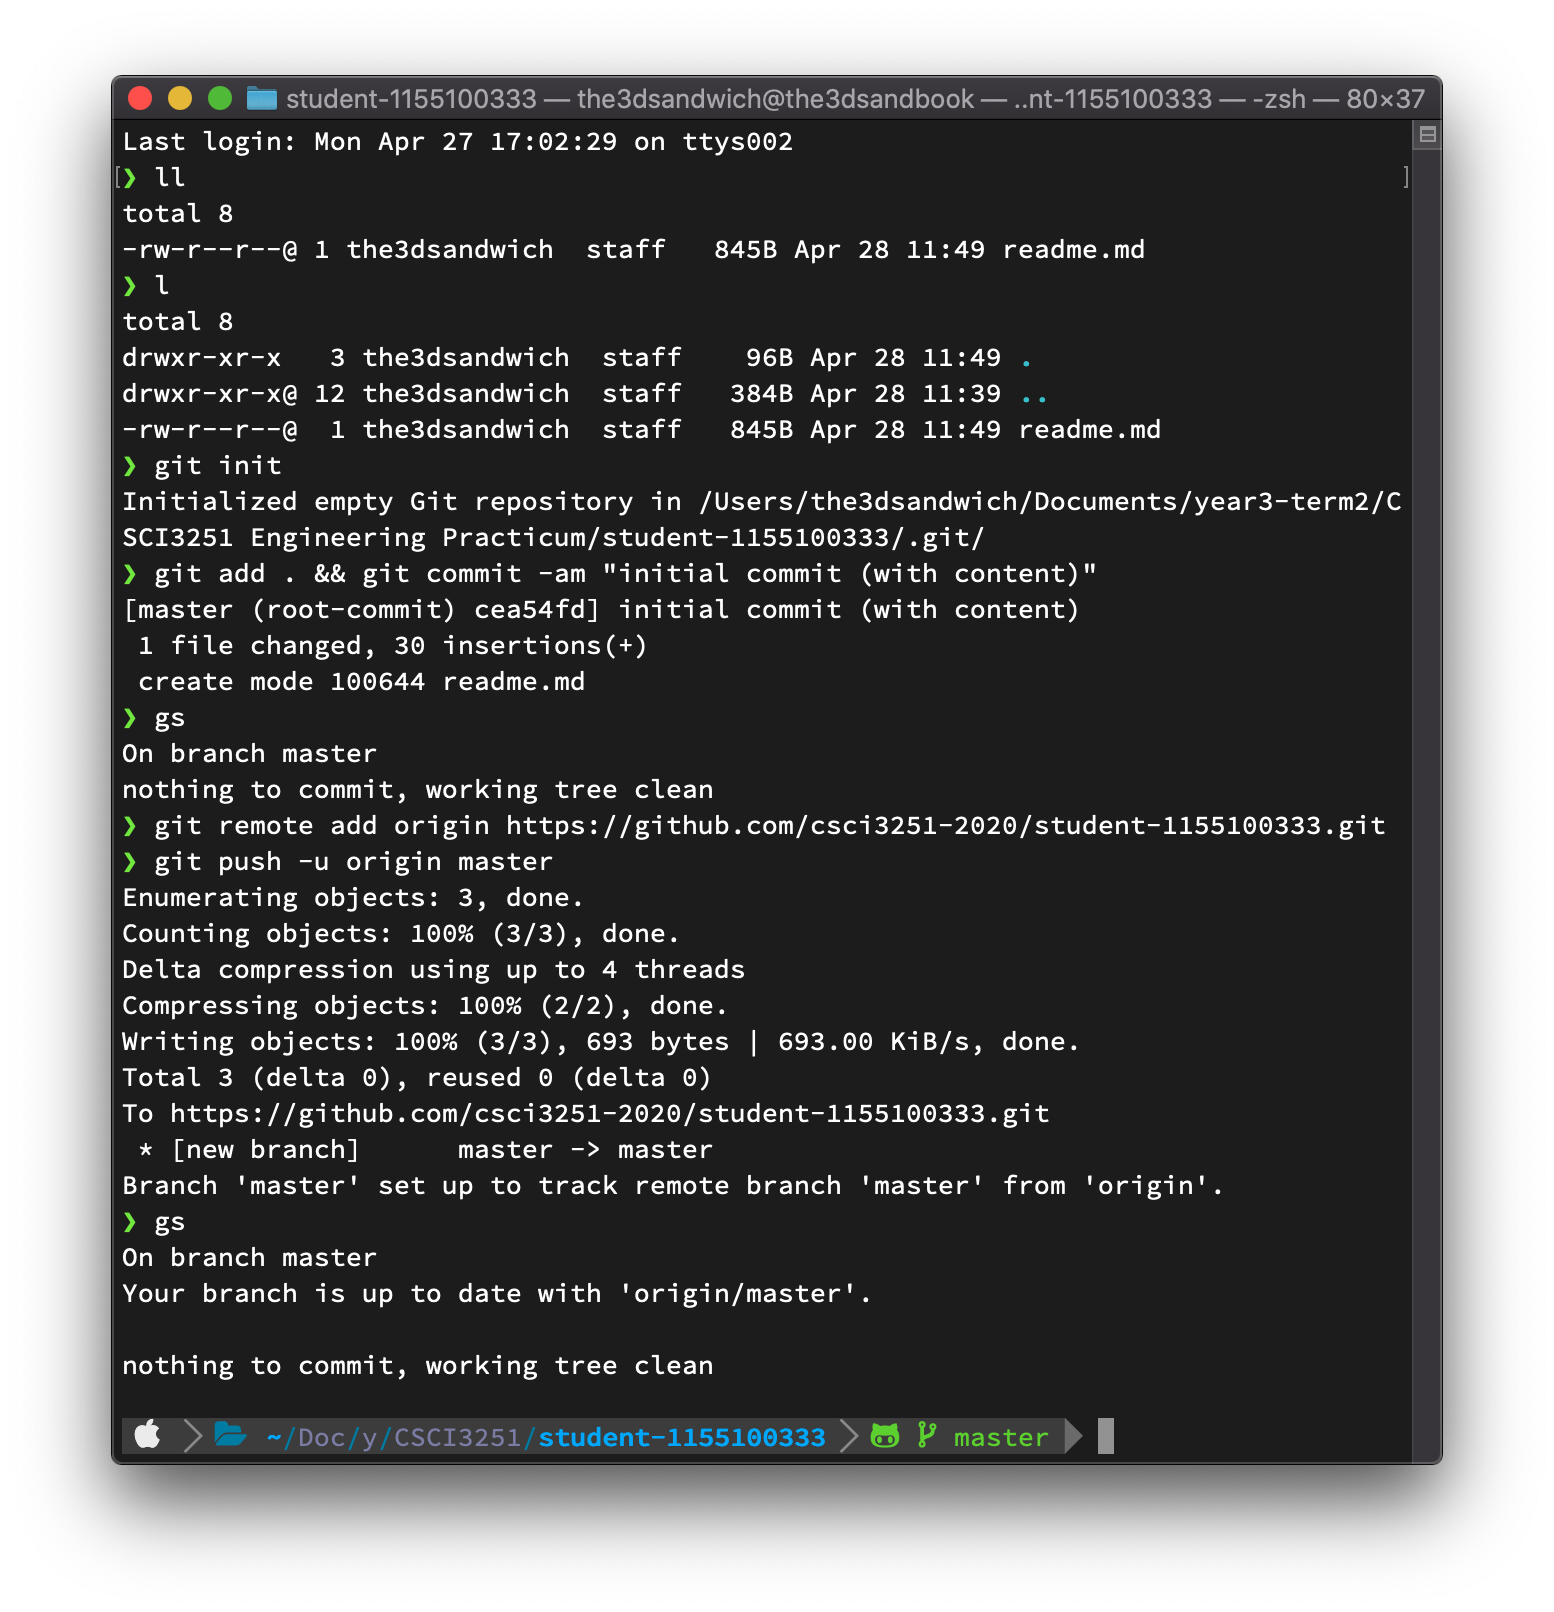 student-1155100333 — the3dsandwich@the3dsandbook — ..nt-1155100333 — -zsh — 80×37
Last login: Mon Apr 27 17:02:29 on ttys002
[❯ ll ]
total 8
-rw-r--r--@ 1 the3dsandwich  staff   845B Apr 28 11:49 readme.md
❯ l
total 8
drwxr-xr-x   3 the3dsandwich  staff    96B Apr 28 11:49 .
drwxr-xr-x@ 12 the3dsandwich  staff   384B Apr 28 11:39 ..
-rw-r--r--@  1 the3dsandwich  staff   845B Apr 28 11:49 readme.md
❯ git init
Initialized empty Git repository in /Users/the3dsandwich/Documents/year3-term2/C
SCI3251 Engineering Practicum/student-1155100333/.git/
❯ git add . && git commit -am "initial commit (with content)"
[master (root-commit) cea54fd] initial commit (with content)
 1 file changed, 30 insertions(+)
 create mode 100644 readme.md
❯ gs
On branch master
nothing to commit, working tree clean
❯ git remote add origin https://github.com/csci3251-2020/student-1155100333.git
❯ git push -u origin master
Enumerating objects: 3, done.
Counting objects: 100% (3/3), done.
Delta compression using up to 4 threads
Compressing objects: 100% (2/2), done.
Writing objects: 100% (3/3), 693 bytes | 693.00 KiB/s, done.
Total 3 (delta 0), reused 0 (delta 0)
To https://github.com/csci3251-2020/student-1155100333.git
 * [new branch]      master -> master
Branch 'master' set up to track remote branch 'master' from 'origin'.
❯ gs
On branch master
Your branch is up to date with 'origin/master'.
nothing to commit, working tree clean
~/Doc/y/CSCI3251/student-1155100333 master